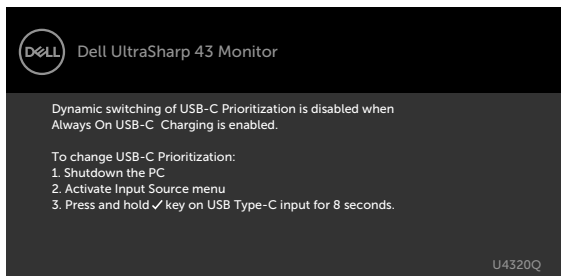 DELL
Dell UltraSharp 43 Monitor
Dynamic switching of USB-C Prioritization is disabled when
Always On USB-C  Charging is enabled.
To change USB-C Prioritization:
1. Shutdown the PC
2. Activate Input Source menu
3. Press and hold ✓ key on USB Type-C input for 8 seconds.
U4320Q